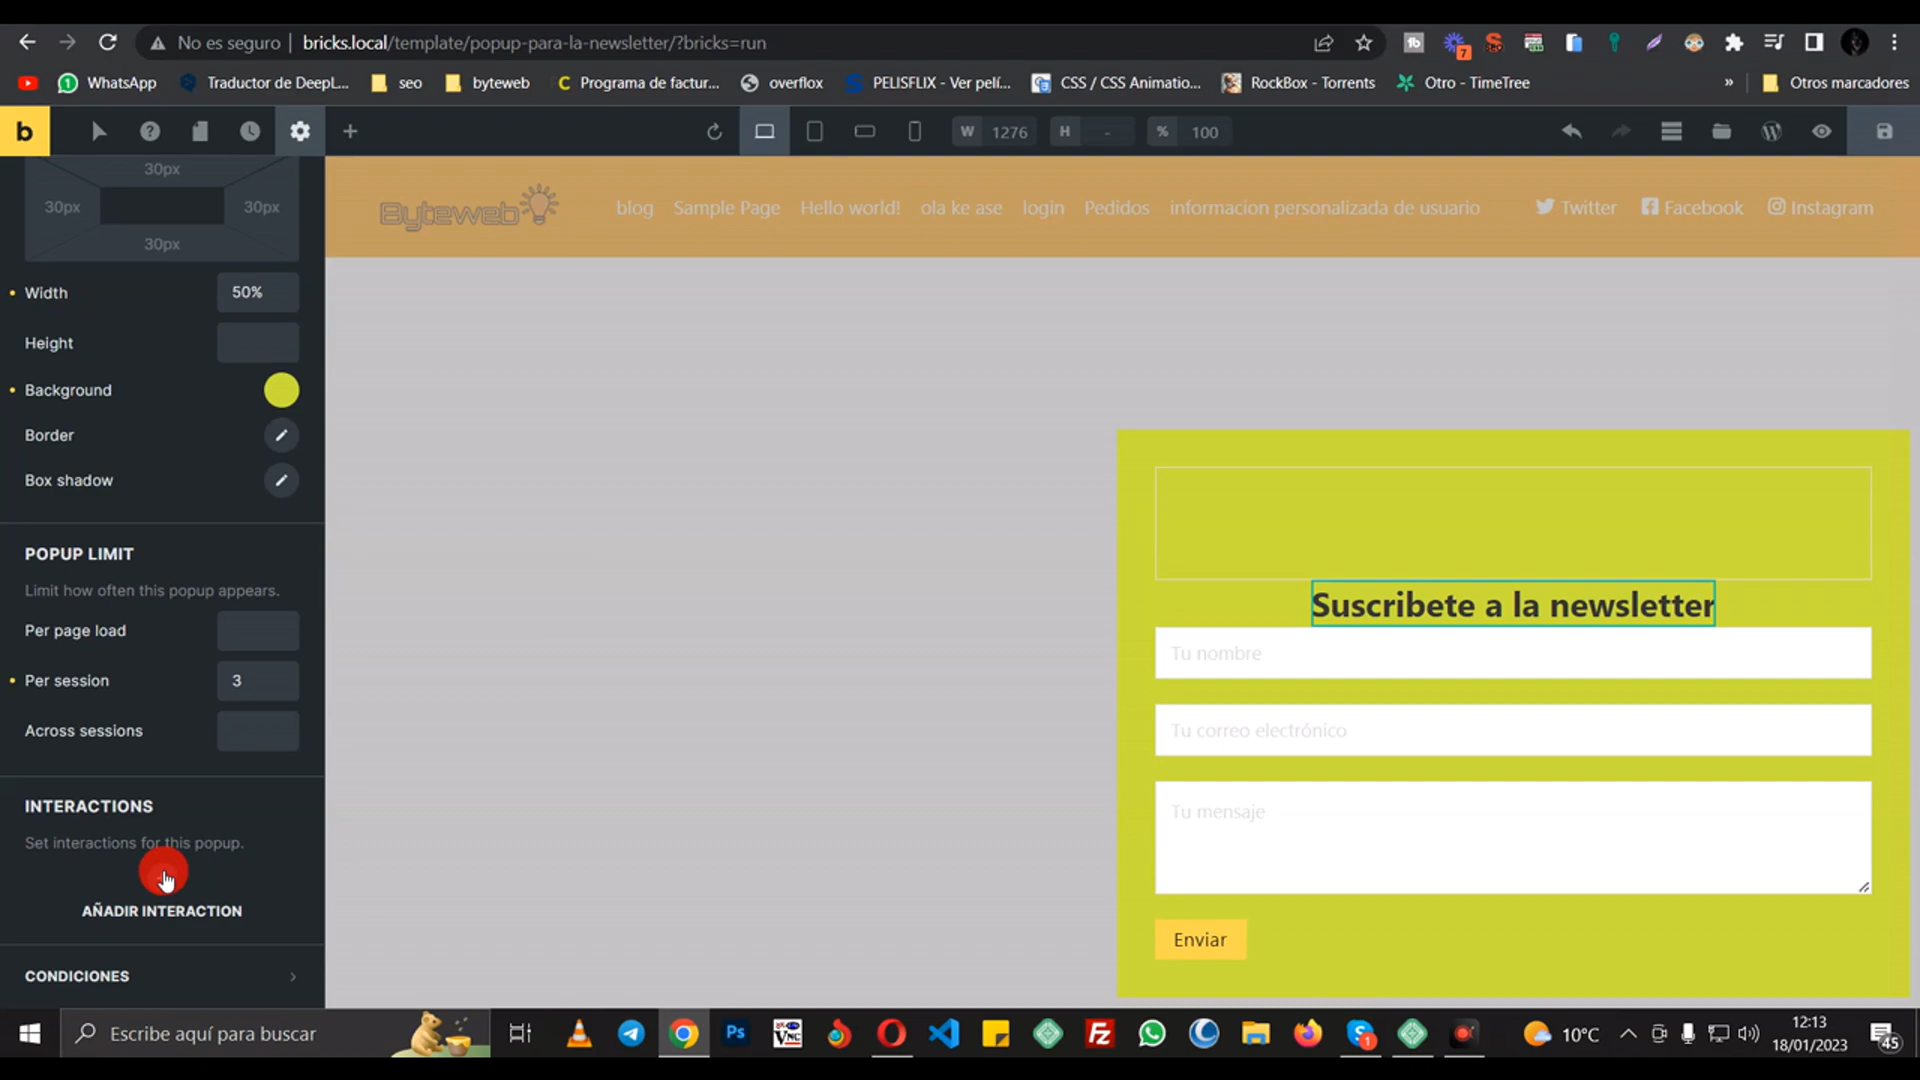 No es seguro | bricks.local/template/popup-para-la-newsletter/?bricks=run
WhatsApp Traductor de DeepL... seo byteweb Programa de factur... overflox PELISFLIX - Ver pelí... CSS / CSS Animatio... RockBox - Torrents Otro - TimeTree » Otros marcadores
b W 1276 H - % 100
30px
30px 30px
30px
Width 50%
Height
Background
Border
Box shadow
POPUP LIMIT
Limit how often this popup appears.
Per page load
Per session 3
Across sessions
INTERACTIONS
Set interactions for this popup.
AÑADIR INTERACTION
CONDICIONES
Byteweb blog Sample Page Hello world! ola ke ase login Pedidos informacion personalizada de usuario Twitter Facebook Instagram
Suscribete a la newsletter
Tu nombre
Tu correo electrónico
Tu mensaje
Enviar
Escribe aquí para buscar
10°C
12:13
18/01/2023
45